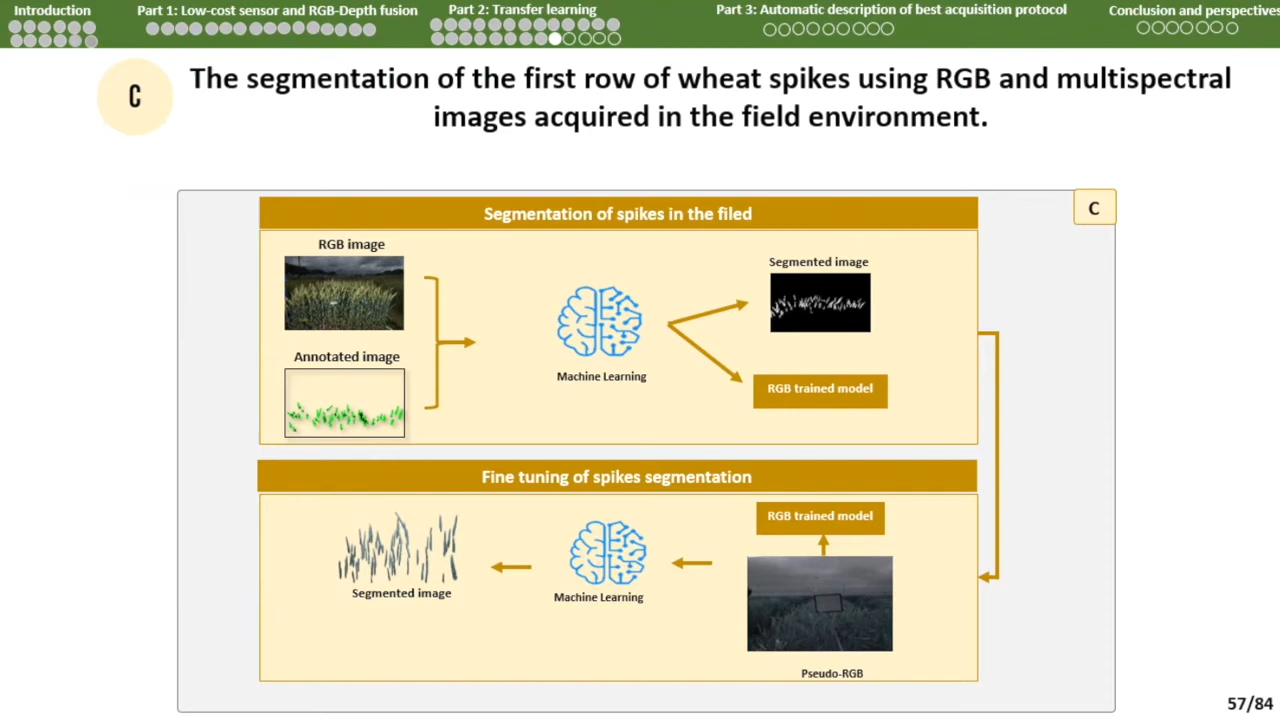 Introduction
Part 1: Low-cost sensor and RGB-Depth fusion
Part 2: Transfer learning
Part 3: Automatic description of best acquisition protocol
Conclusion and perspectives
C
The segmentation of the first row of wheat spikes using RGB and multispectral
images acquired in the field environment.
C
Segmentation of spikes in the filed
RGB image
Annotated image
Machine Learning
Segmented image
RGB trained model
Fine tuning of spikes segmentation
RGB trained model
Segmented image
Machine Learning
Pseudo-RGB
57/84